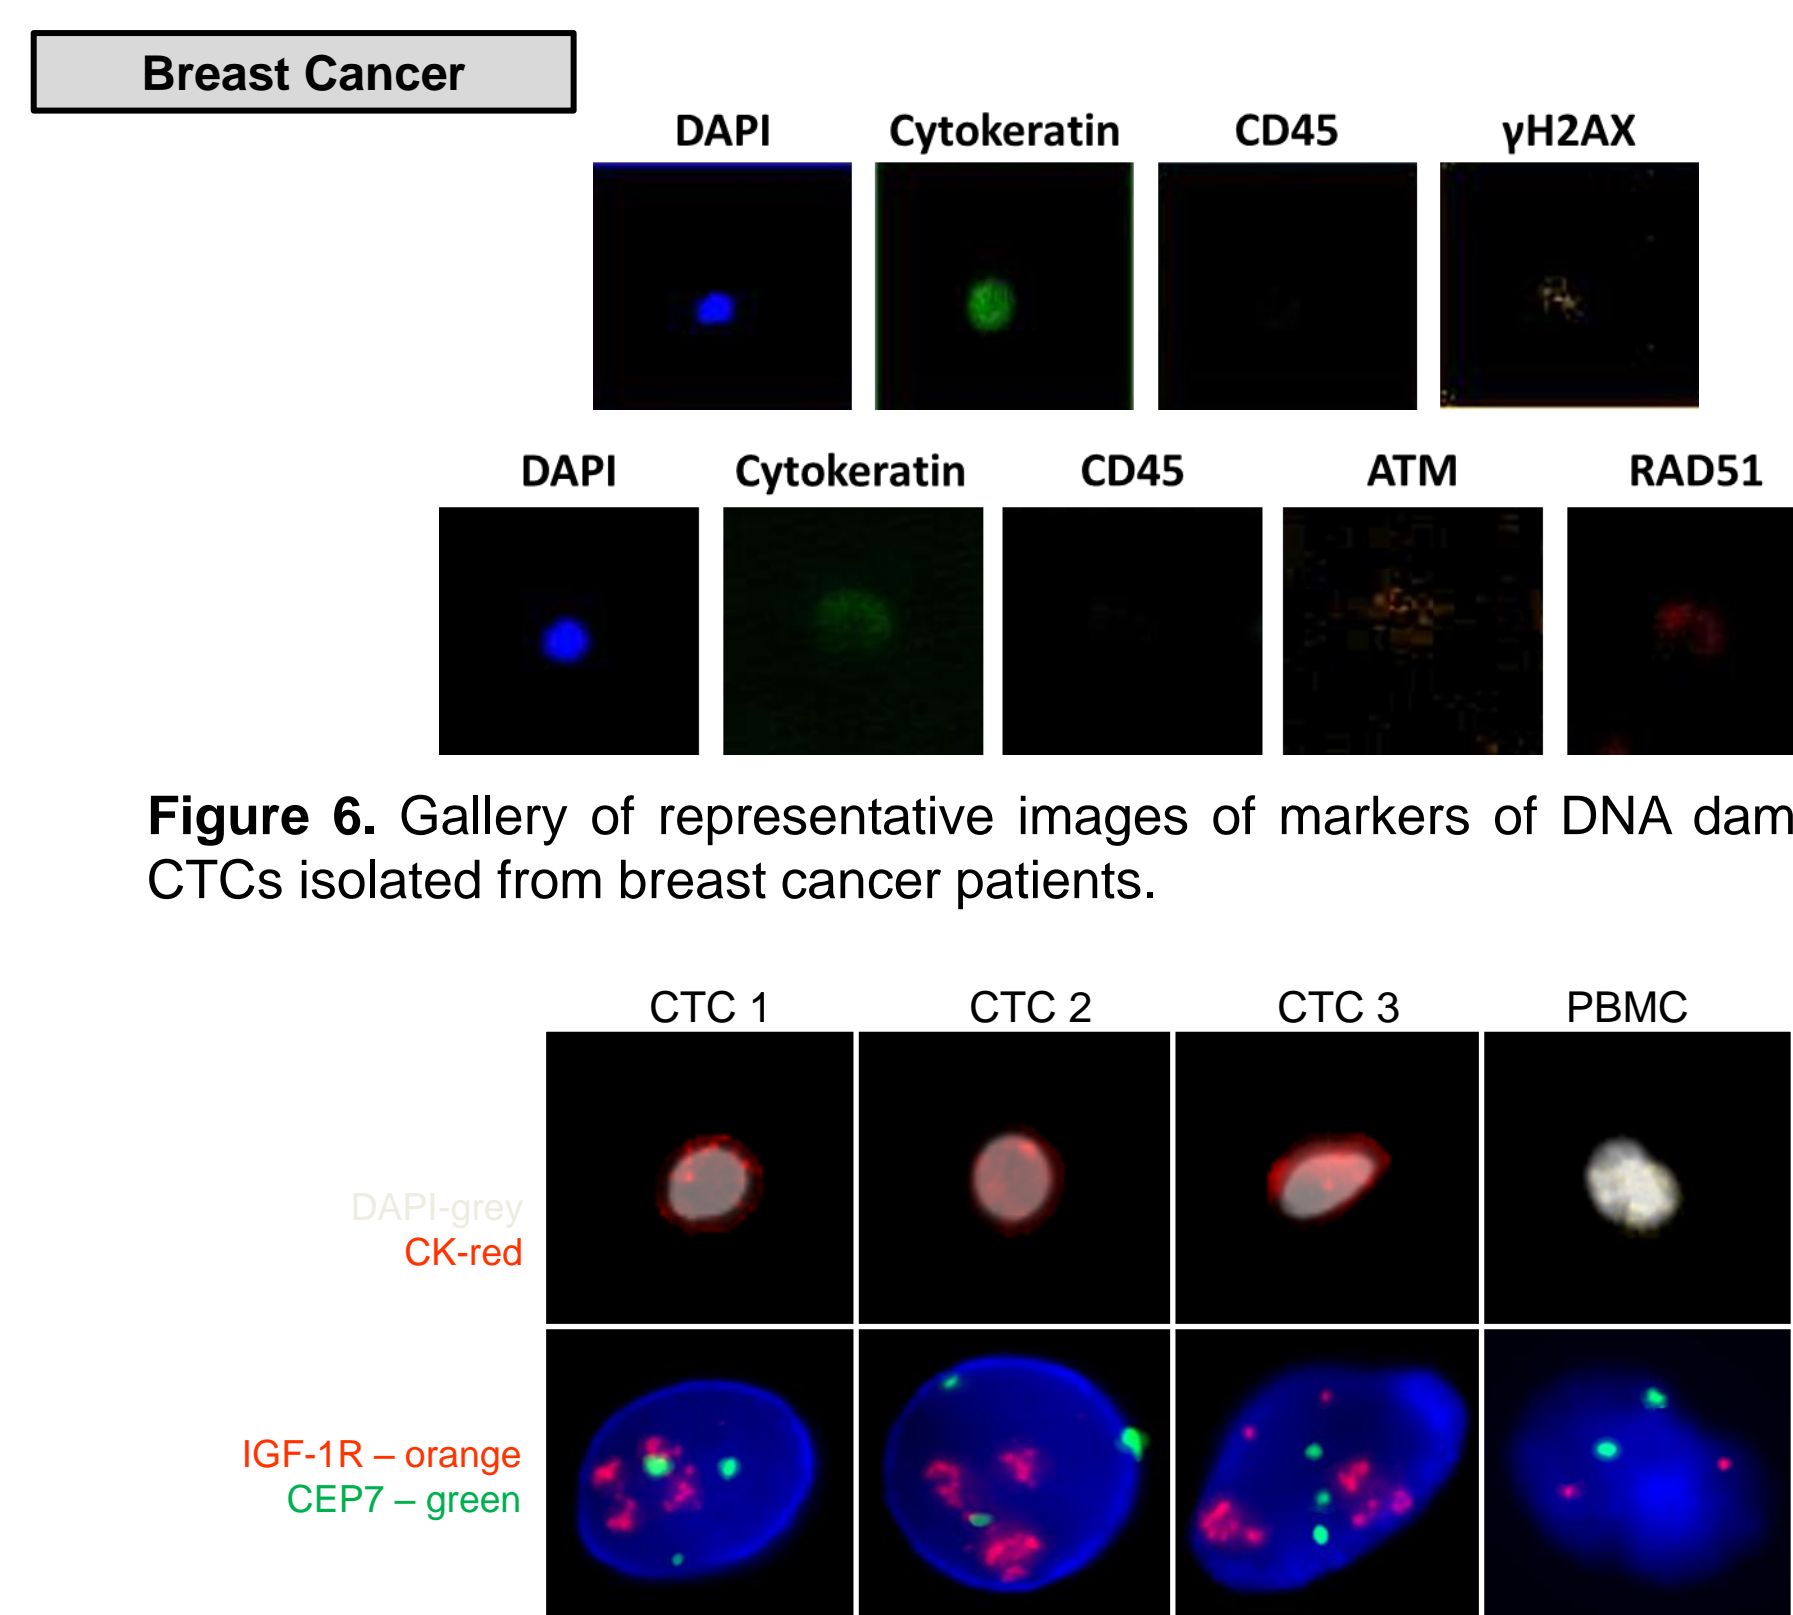 Breast Cancer
DAPI Cytokeratin CD45 γH2AX
DAPI Cytokeratin CD45 ATM RAD51
Figure 6. Gallery of representative images of markers of DNA dam
CTCs isolated from breast cancer patients.
CTC 1 CTC 2 CTC 3 PBMC
DAPI-grey
CK-red
IGF-1R – orange
CEP7 – green